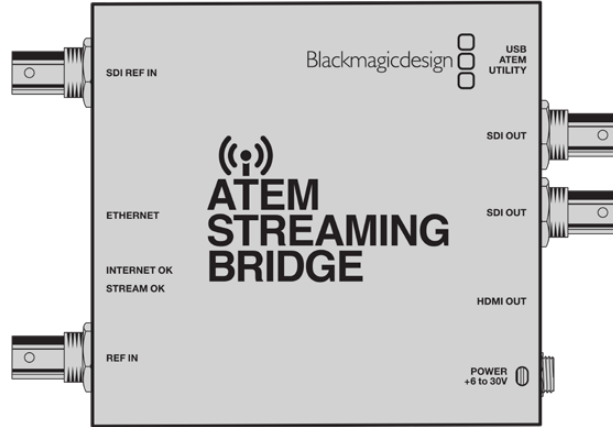 SDI REF IN
Blackmagicdesign
USB
ATEM
UTILITY
SDI OUT
ATEM
STREAMING
BRIDGE
ETHERNET
SDI OUT
INTERNET OK
STREAM OK
HDMI OUT
REF IN
POWER
+6 to 30V